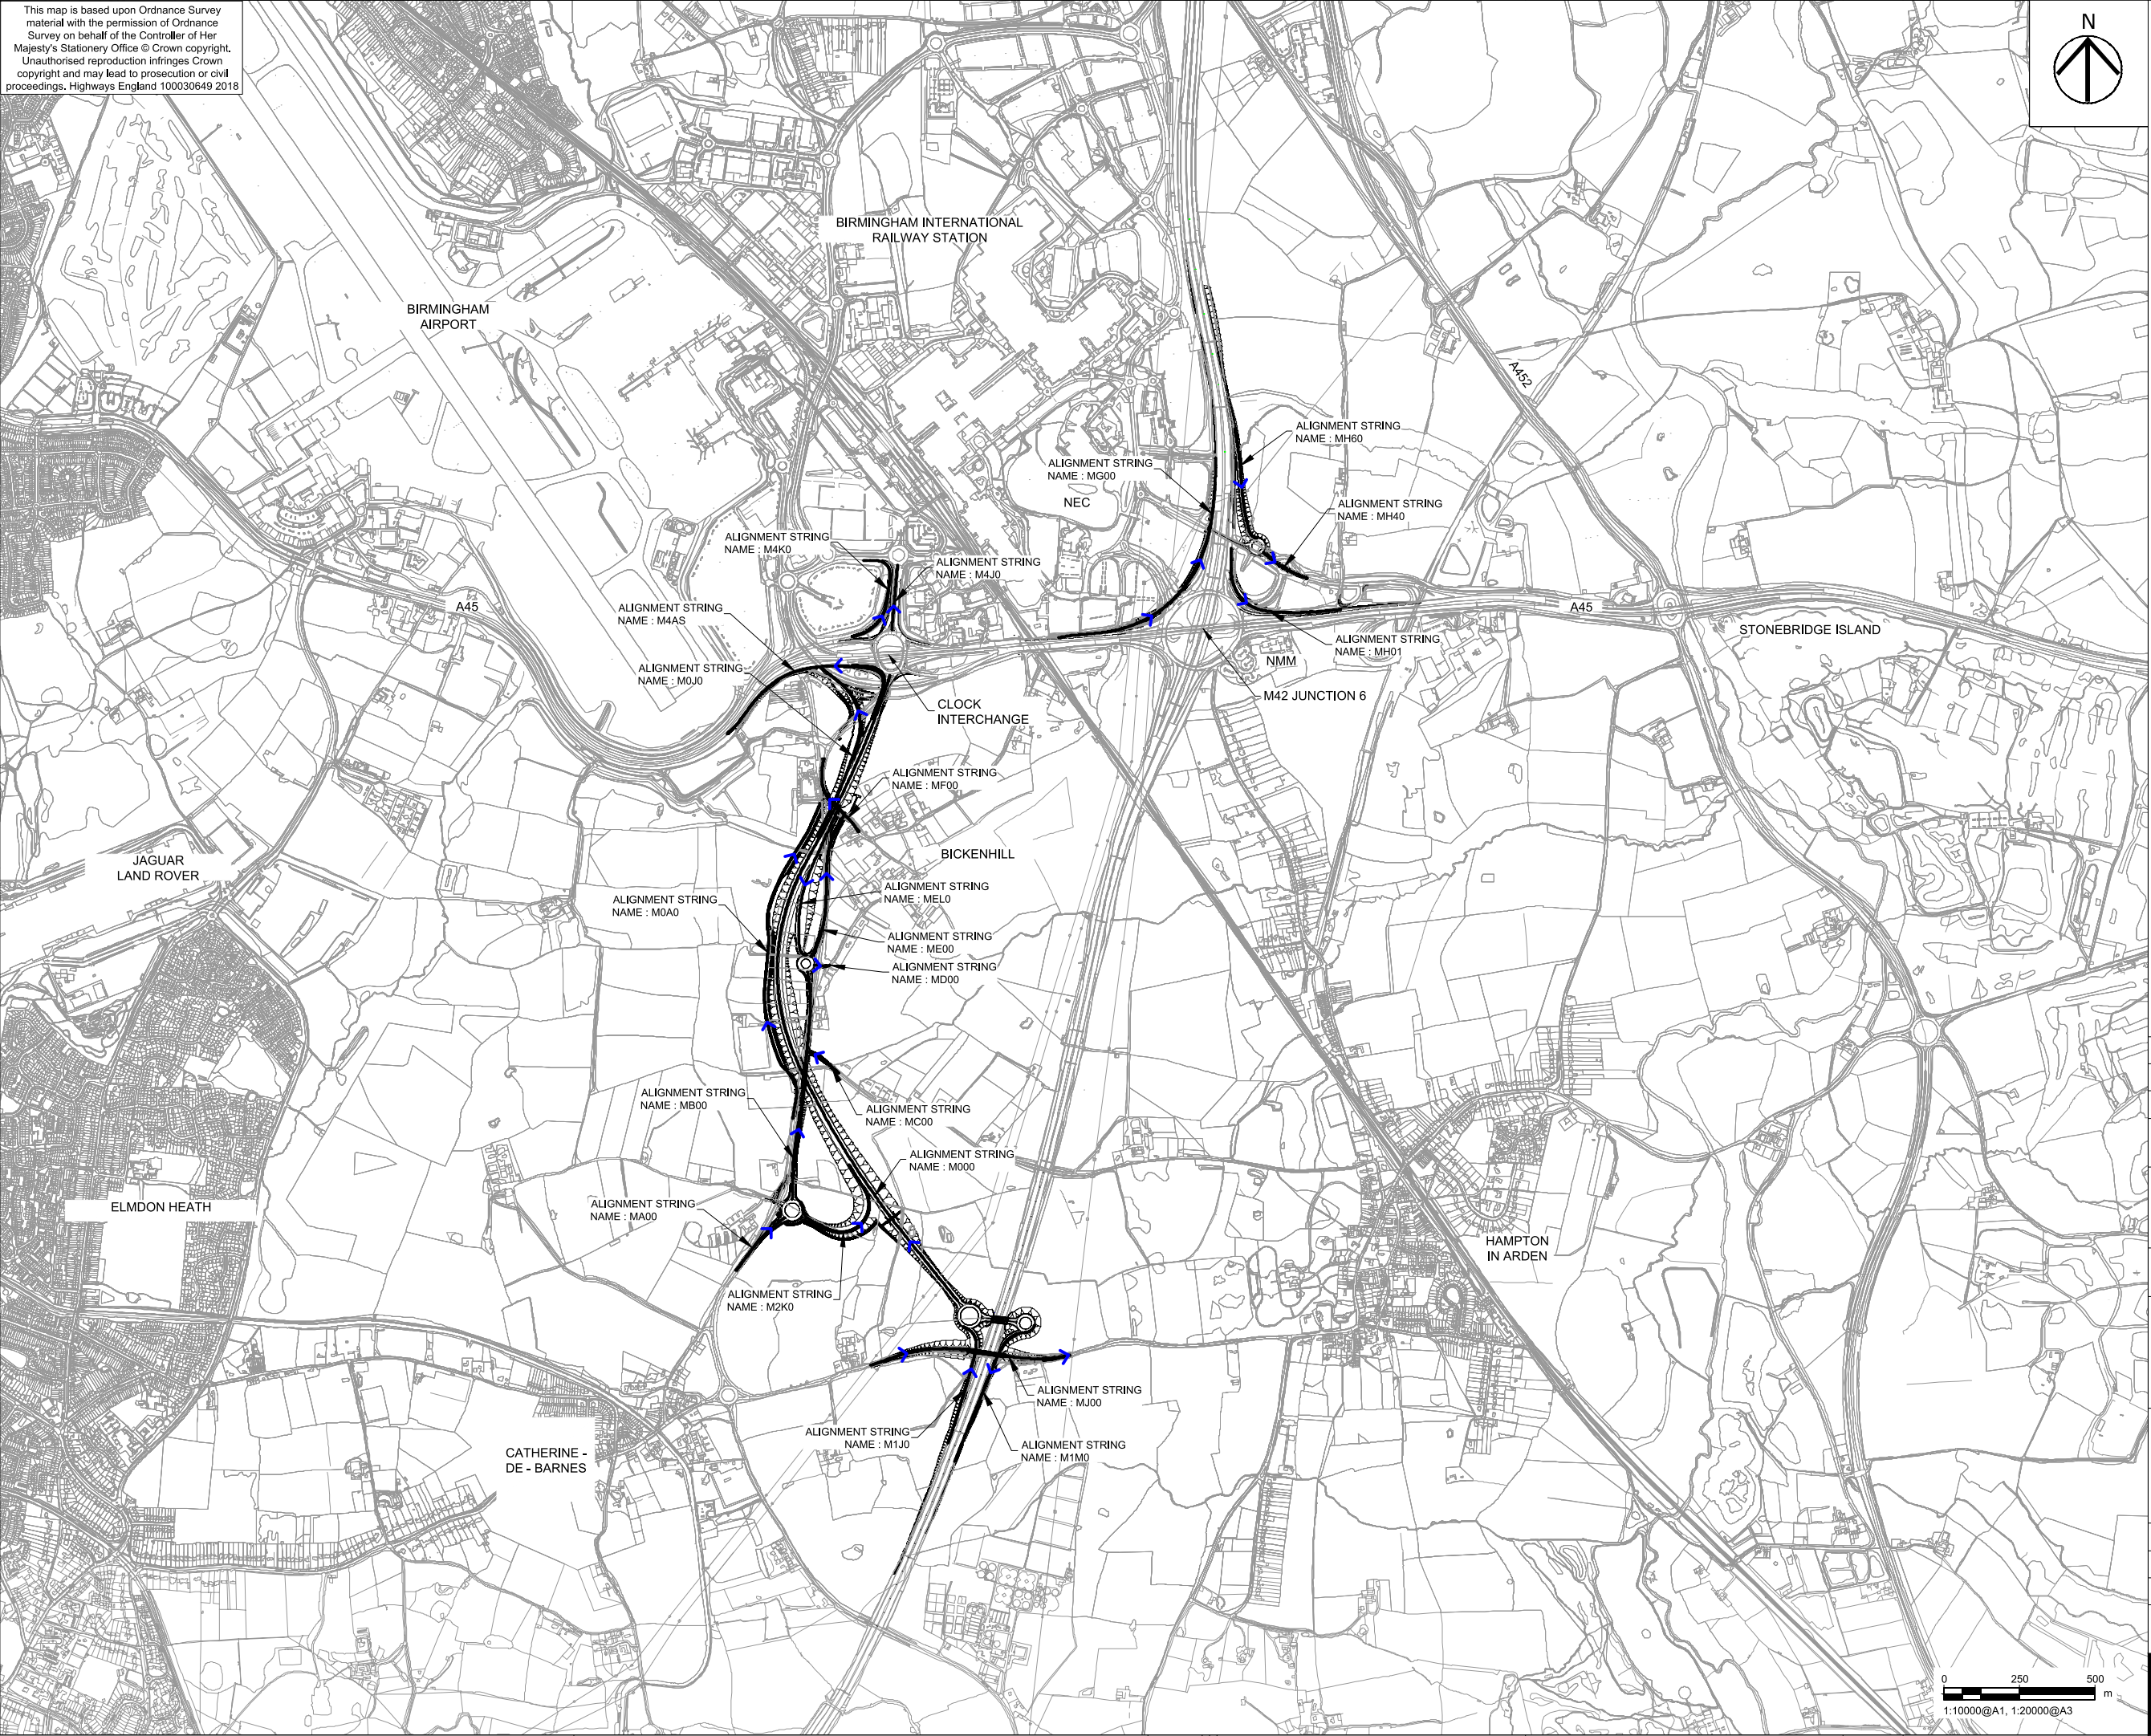 This map is based upon Ordnance Survey
material with the permission of Ordnance
Survey on behalf of the Controller of Her
Majesty's Stationery Office © Crown copyright.
Unauthorised reproduction infringes Crown
copyright and may lead to prosecution or civil
proceedings. Highways England 100030649 2018
N
BIRMINGHAM INTERNATIONAL
RAILWAY STATION
BIRMINGHAM
AIRPORT
A452
ALIGNMENT STRING
NAME : MH60
ALIGNMENT STRING
NAME : MG00
NEC
ALIGNMENT STRING
NAME : MH40
ALIGNMENT STRING
NAME : M4K0
ALIGNMENT STRING
NAME : M4J0
A45
ALIGNMENT STRING
NAME : M4AS
A45
STONEBRIDGE ISLAND
ALIGNMENT STRING
NAME : MH01
NMM
ALIGNMENT STRING
NAME : M0J0
M42 JUNCTION 6
CLOCK
INTERCHANGE
ALIGNMENT STRING
NAME : MF00
BICKENHILL
JAGUAR
LAND ROVER
ALIGNMENT STRING
NAME : MEL0
ALIGNMENT STRING
NAME : M0A0
ALIGNMENT STRING
NAME : ME00
ALIGNMENT STRING
NAME : MD00
ALIGNMENT STRING
NAME : MB00
ALIGNMENT STRING
NAME : MC00
ALIGNMENT STRING
NAME : M000
ELMDON HEATH
ALIGNMENT STRING
NAME : MA00
HAMPTON
IN ARDEN
ALIGNMENT STRING
NAME : M2K0
ALIGNMENT STRING
NAME : MJ00
ALIGNMENT STRING
NAME : M1J0
ALIGNMENT STRING
NAME : M1M0
CATHERINE -
DE - BARNES
0 250 500
m
1:10000@A1, 1:20000@A3